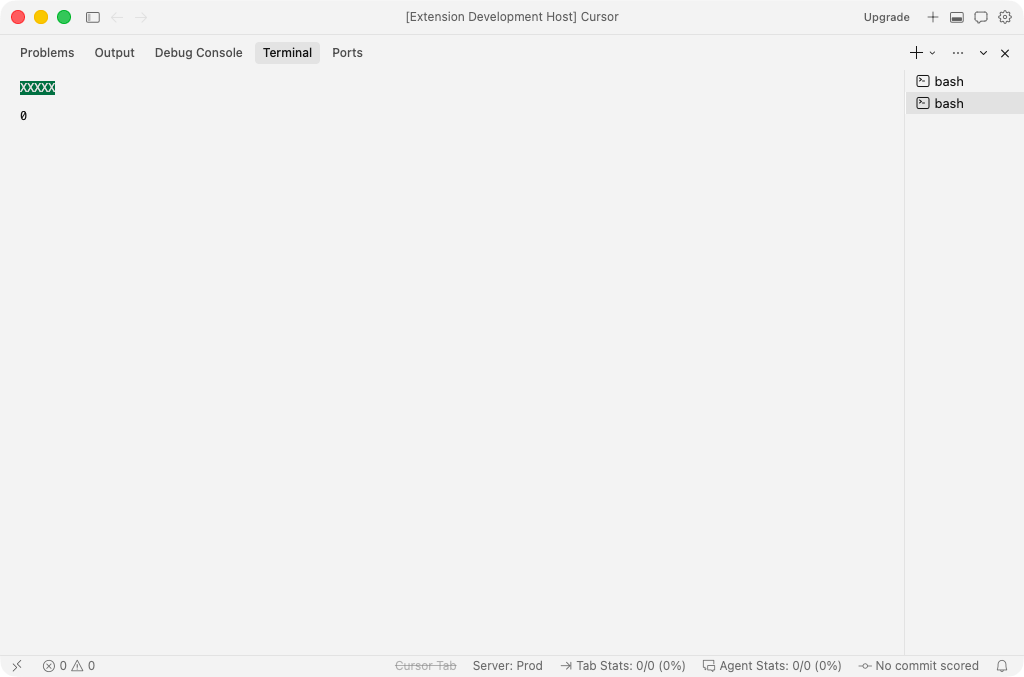 [Extension Development Host] Cursor
Upgrade
Problems Output Debug Console Terminal Ports
XXXXX
0
bash
bash
0 0
Cursor Tab Server: Prod Tab Stats: 0/0 (0%) Agent Stats: 0/0 (0%) No commit scored